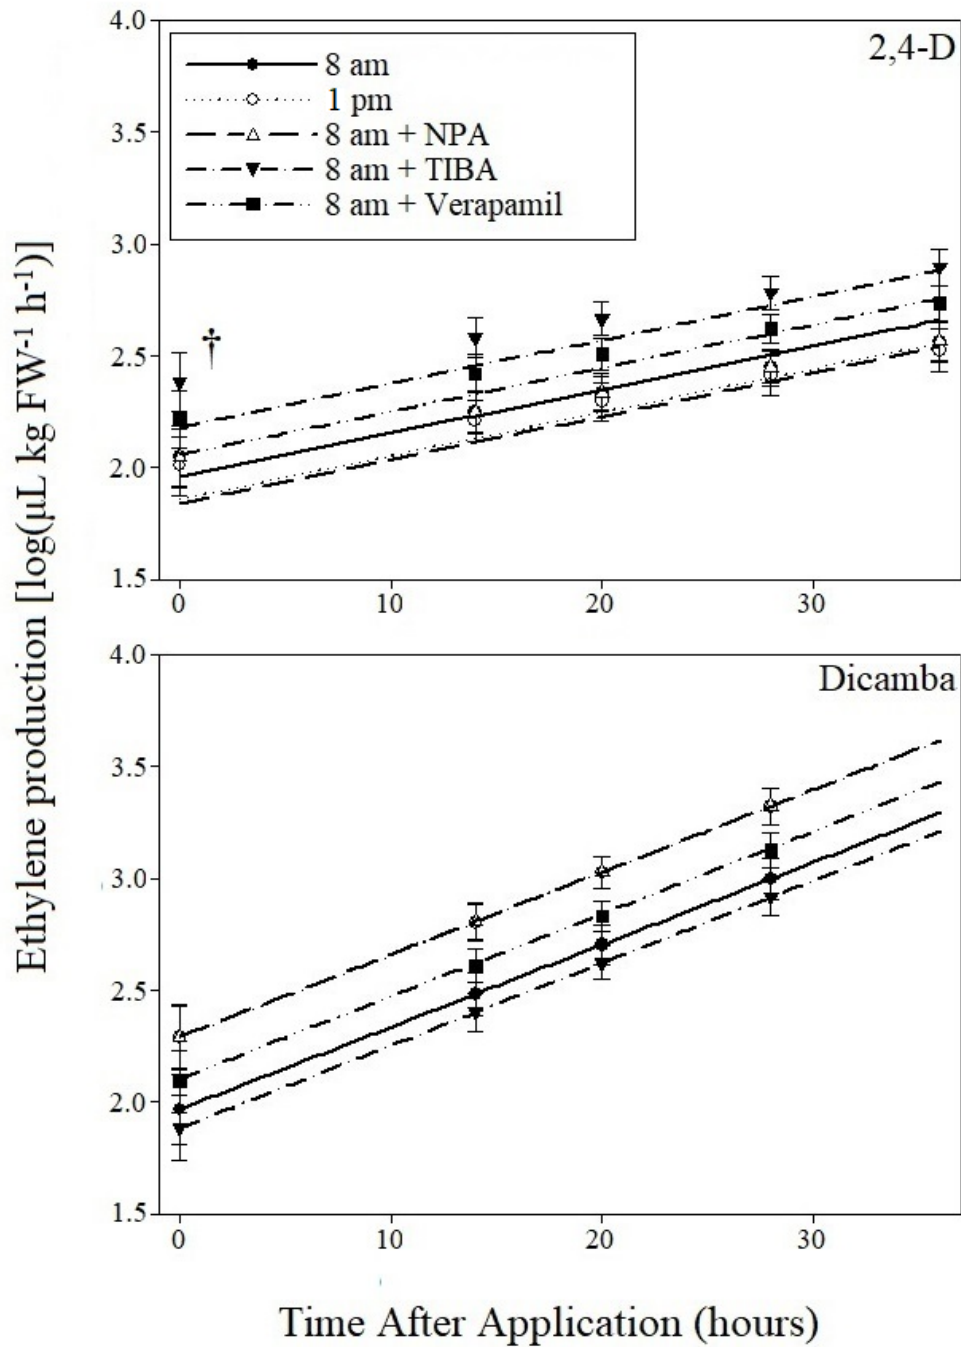 Ethylene production [log(µL kg FW⁻¹ h⁻¹)]
4.0
3.5
3.0
2.5
2.0
1.5
2,4-D
8 am
1 pm
8 am + NPA
8 am + TIBA
8 am + Verapamil
†
0 10 20 30
4.0
3.5
3.0
2.5
2.0
1.5
Dicamba
0 10 20 30
Time After Application (hours)